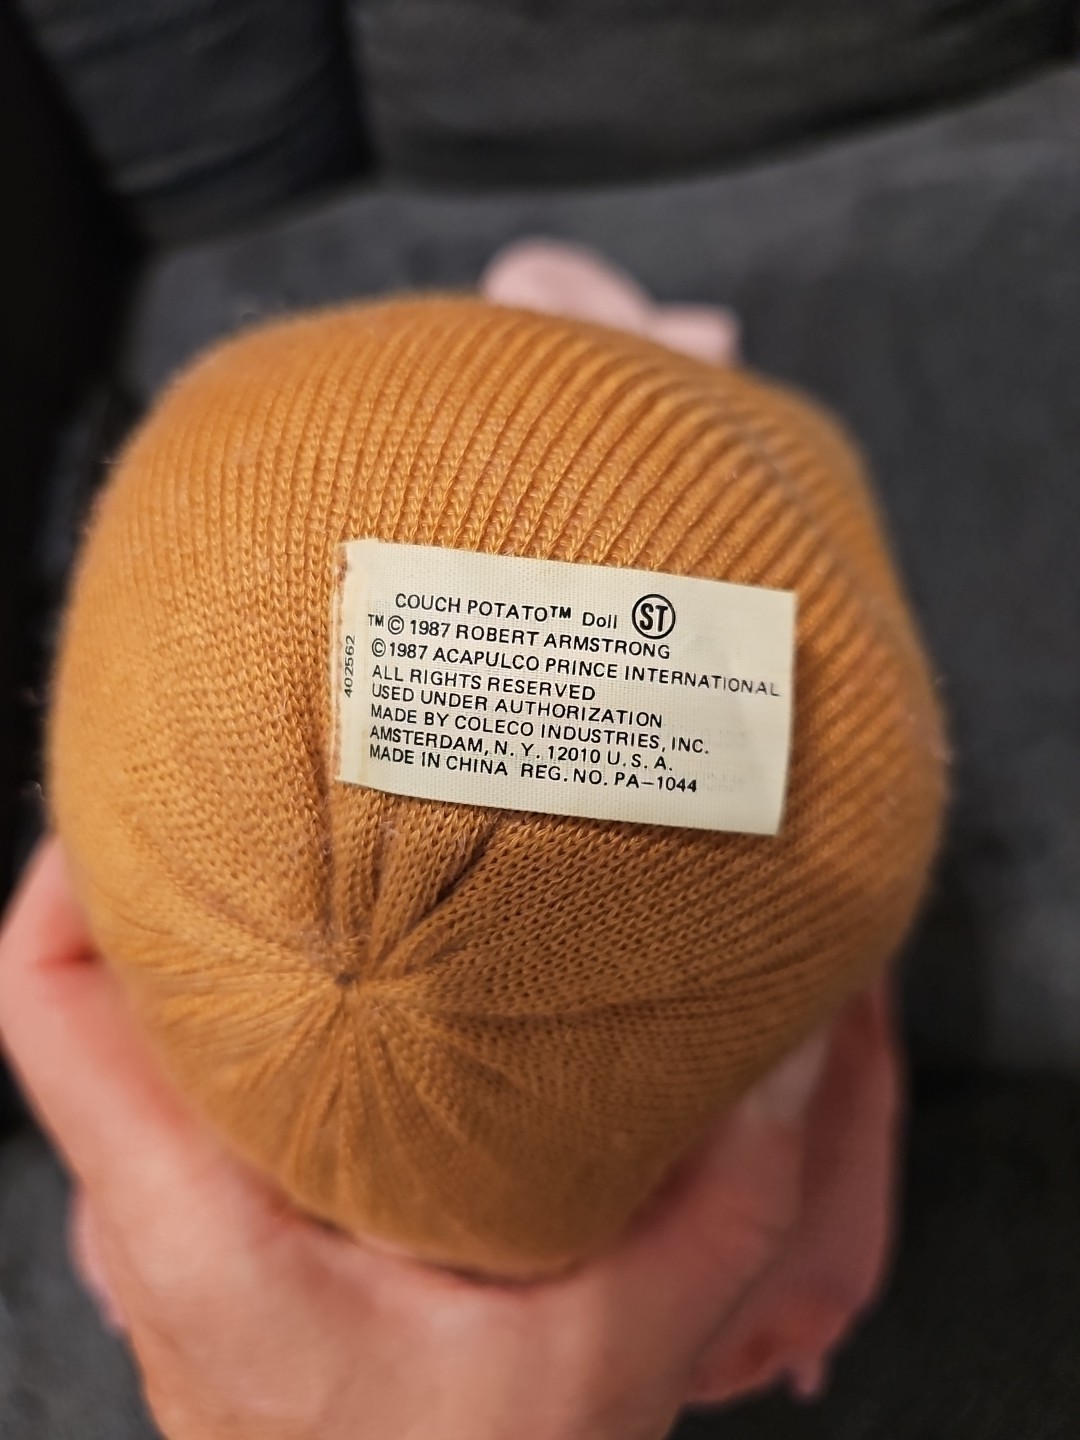 COUCH POTATO™ Doll ST
™© 1987 ROBERT ARMSTRONG
©1987 ACAPULCO PRINCE INTERNATIONAL
ALL RIGHTS RESERVED
USED UNDER AUTHORIZATION
MADE BY COLECO INDUSTRIES, INC.
AMSTERDAM, N. Y. 12010 U. S. A.
MADE IN CHINA REG. NO. PA–1044
402562